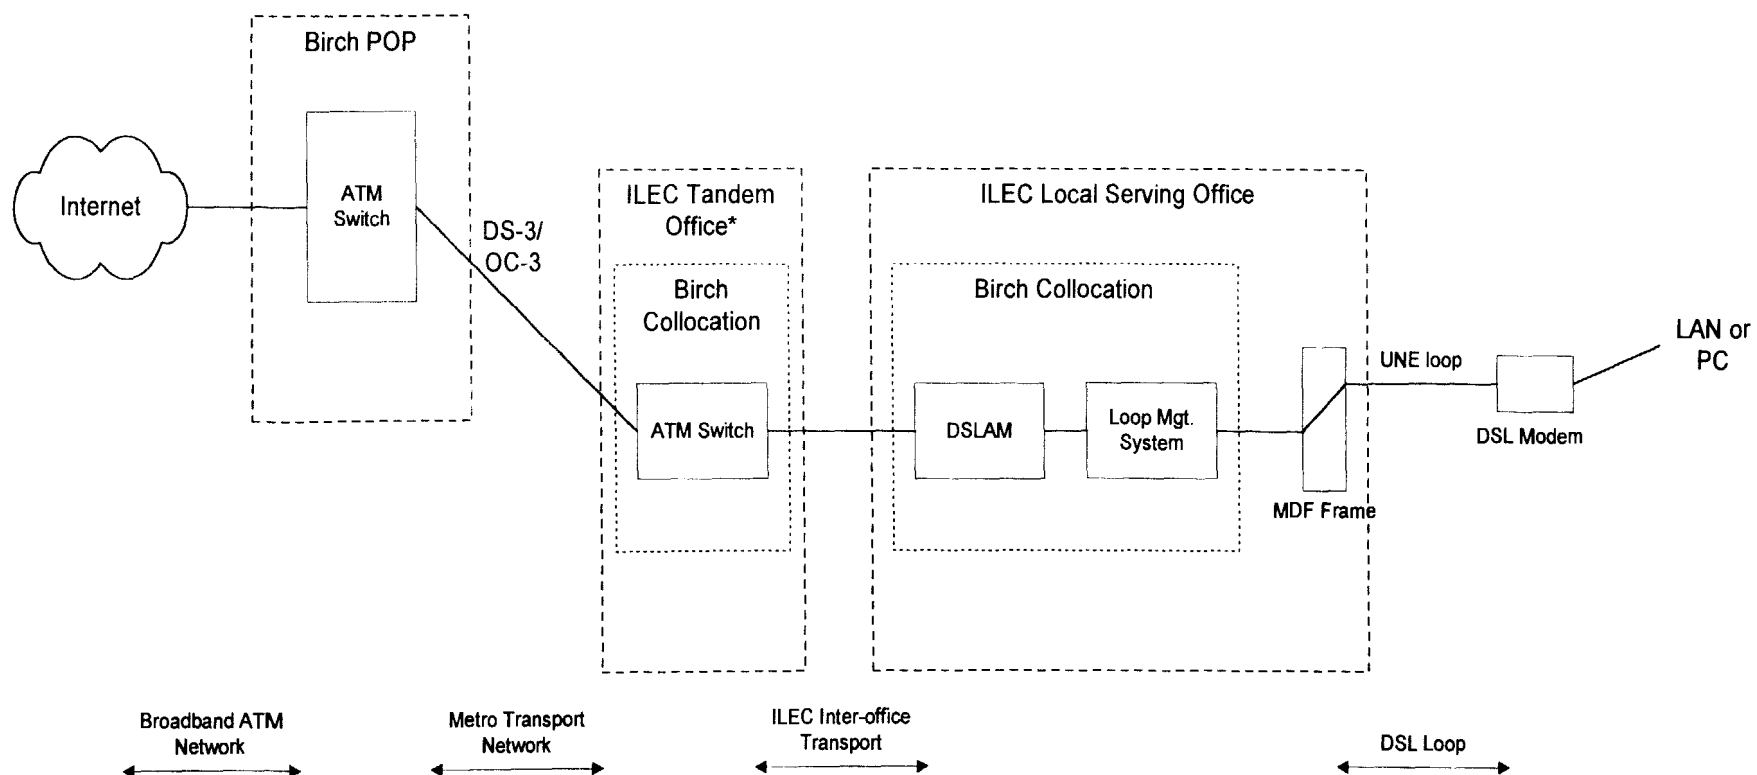 Birch POP
Internet
ATM
Switch
DS-3/
OC-3
ILEC Tandem
Office*
Birch
Collocation
ATM Switch
ILEC Local Serving Office
Birch Collocation
DSLAM
Loop Mgt.
System
MDF Frame
UNE loop
DSL Modem
LAN or
PC
Broadband ATM
Network
Metro Transport
Network
ILEC Inter-office
Transport
DSL Loop